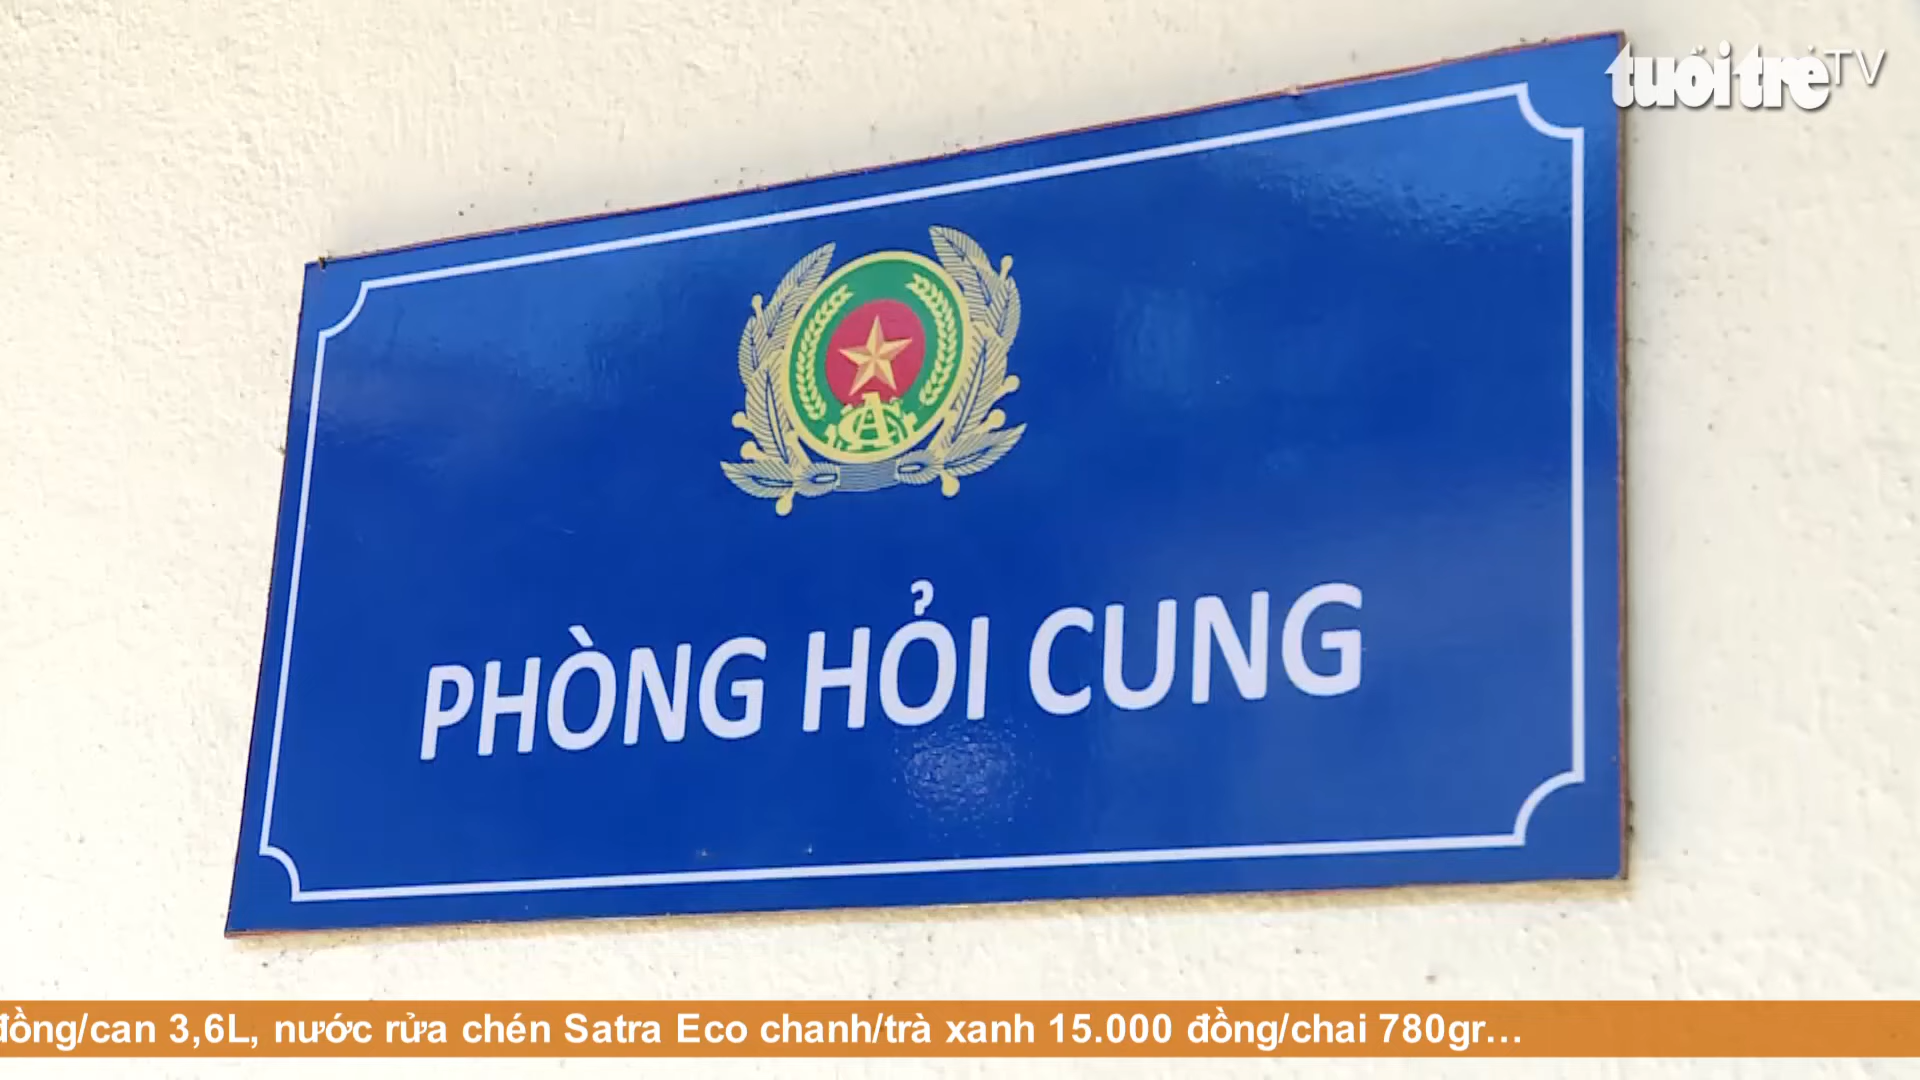 tuổi trẻ TV
PHÒNG HỎI CUNG
đồng/can 3,6L, nước rửa chén Satra Eco chanh/trà xanh 15.000 đồng/chai 780gr...